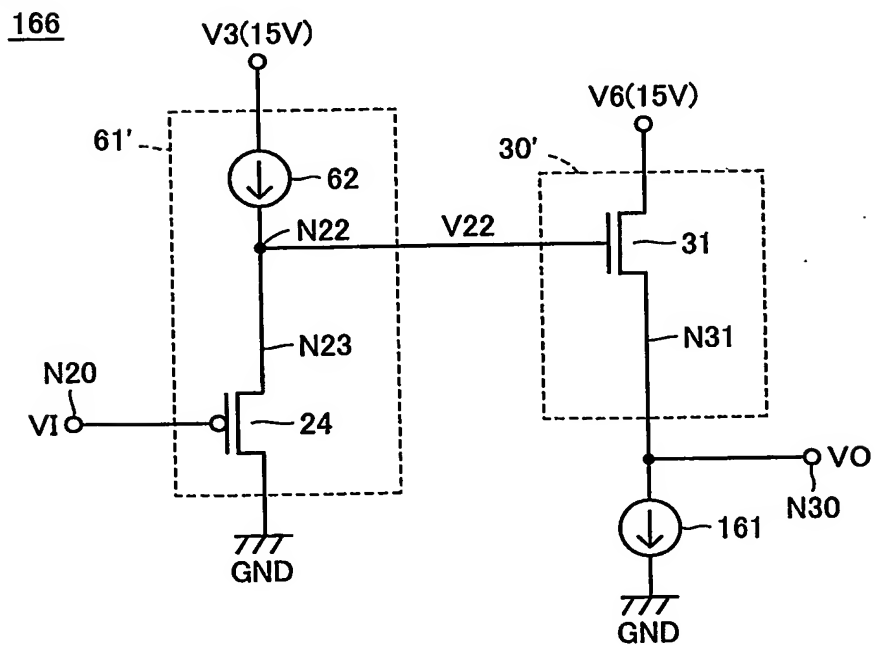 166
V3(15V)
V6(15V)
61'
30'
62
N22
V22
31
N23
N31
N20
VI
24
VO
N30
161
GND
GND